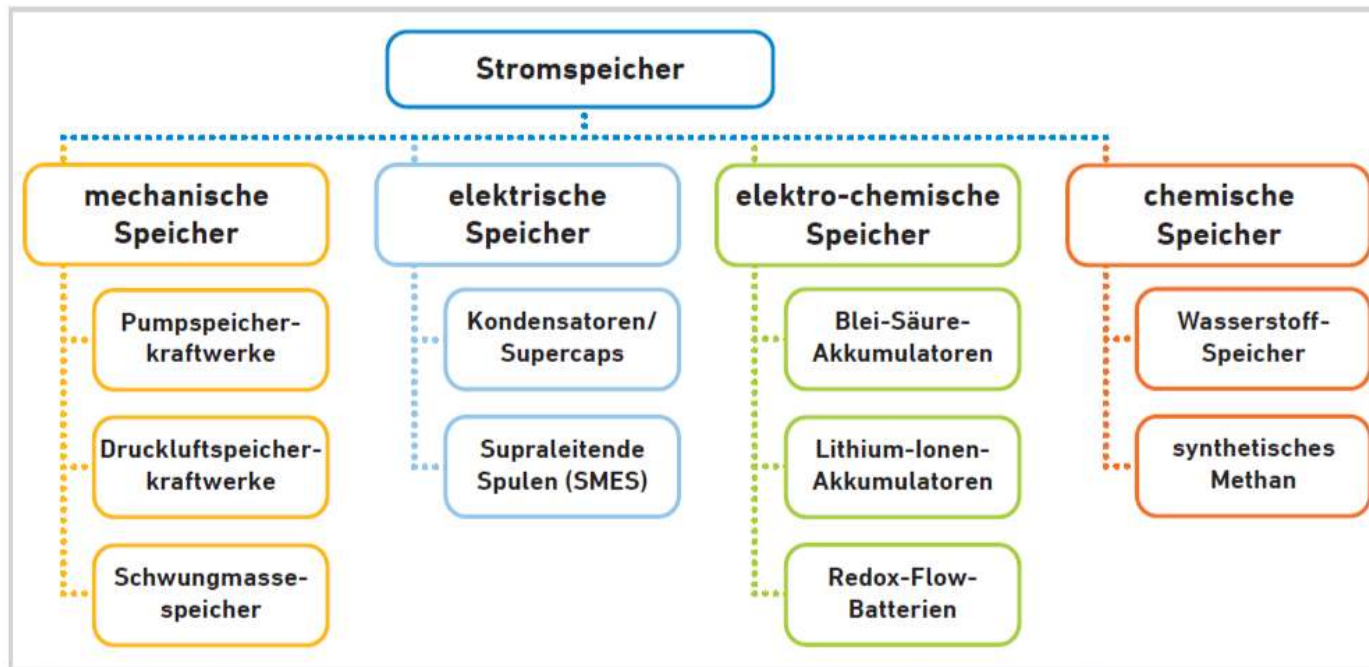 Stromspeicher
mechanische
Speicher
elektrische
Speicher
elektro-chemische
Speicher
chemische
Speicher
Pumpspeicher-
kraftwerke
Kondensatoren/
Supercaps
Blei-Säure-
Akkumulatoren
Wasserstoff-
Speicher
Druckluftspeicher-
kraftwerke
Supraleitende
Spulen (SMES)
Lithium-Ionen-
Akkumulatoren
synthetisches
Methan
Schwungmasse-
speicher
Redox-Flow-
Batterien